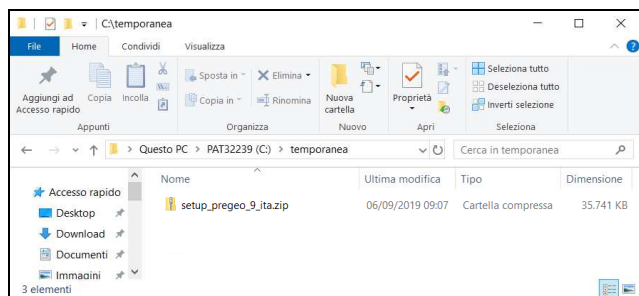 C:\temporanea
File Home Condividi Visualizza
Aggiungi ad Accesso rapido
Copia
Incolla
Sposta in
Copia in
Elimina
Rinomina
Nuova cartella
Proprietà
Seleziona tutto
Deseleziona tutto
Inverti selezione
Appunti Organizza Nuovo Apri Seleziona
Questo PC > PAT32239 (C:) > temporanea
Cerca in temporanea
Nome Ultima modifica Tipo Dimensione
Accesso rapido
Desktop
Download
Documenti
Immagini
setup_pregeo_9_ita.zip 06/09/2019 09:07 Cartella compressa 35.741 KB
3 elementi